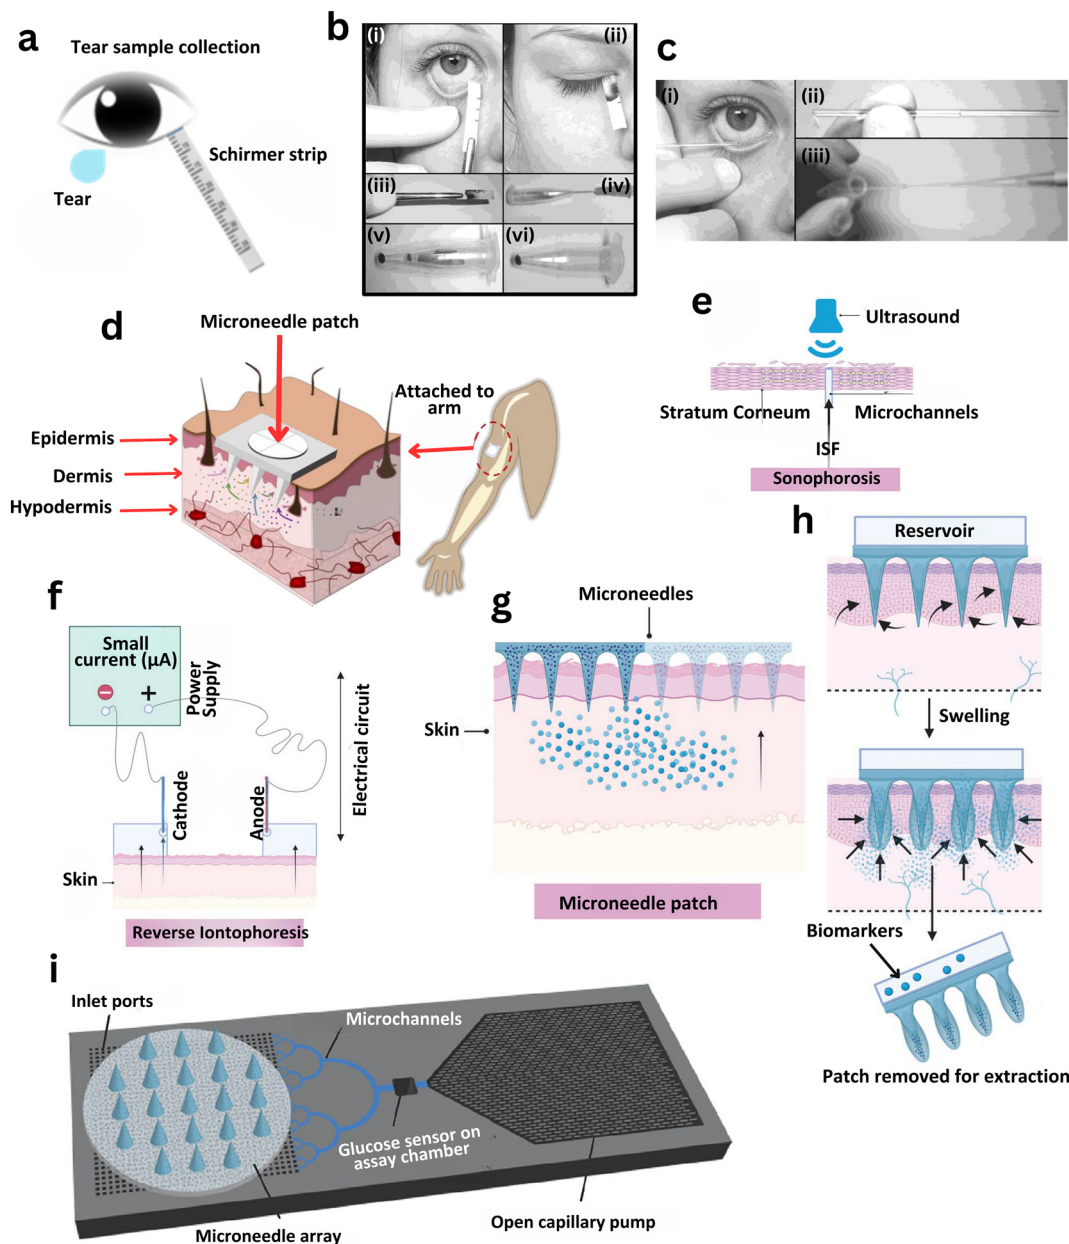 a
Tear sample collection
Schirmer strip
Tear
b
(i)
(ii)
(iii)
(iv)
(v)
(vi)
c
(i)
(ii)
(iii)
d
Microneedle patch
Attached to
arm
Epidermis
Dermis
Hypodermis
e
Ultrasound
Stratum Corneum
Microchannels
ISF
Sonophorosis
f
Small
current (µA)
Power
Supply
Electrical circuit
Cathode
Anode
Skin
Reverse Iontophoresis
g
Microneedles
Skin
Microneedle patch
h
Reservoir
Swelling
Biomarkers
Patch removed for extraction
i
Inlet ports
Microchannels
Glucose sensor on
assay chamber
Open capillary pump
Microneedle array